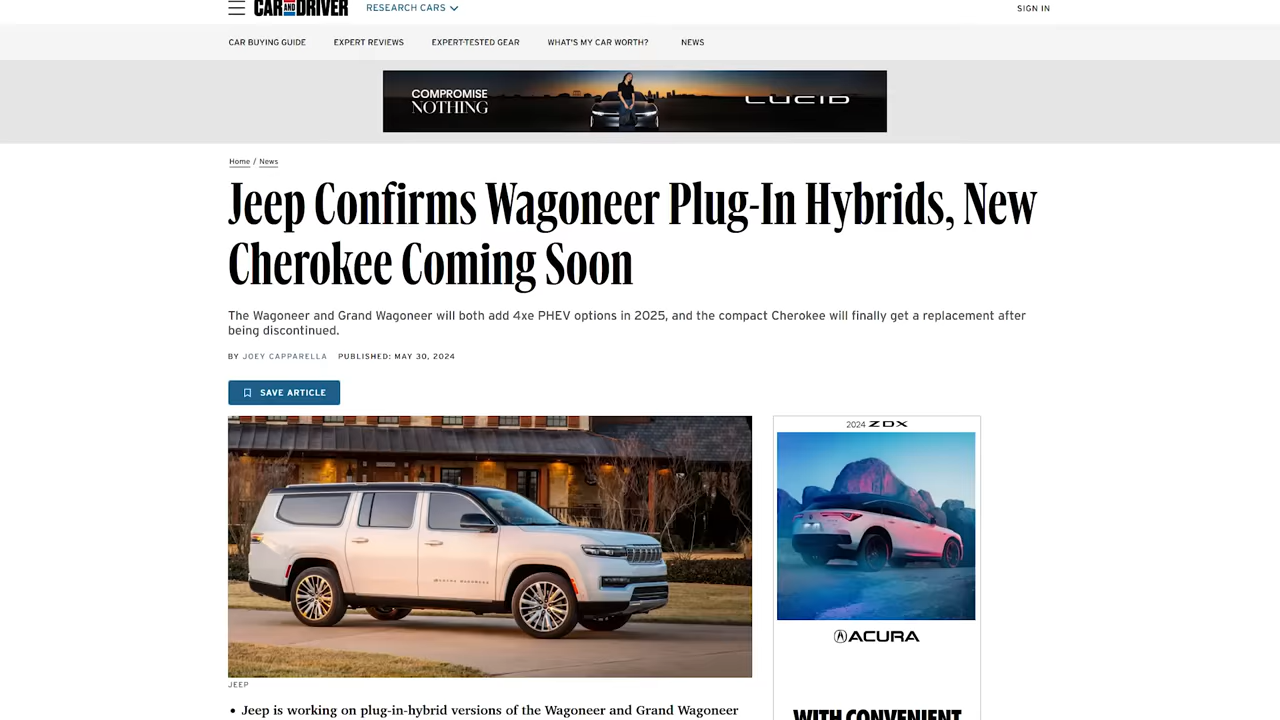 CAR AND DRIVER
RESEARCH CARS
SIGN IN
CAR BUYING GUIDE
EXPERT REVIEWS
EXPERT-TESTED GEAR
WHAT'S MY CAR WORTH?
NEWS
COMPROMISE
NOTHING
LUCID
Home / News
Jeep Confirms Wagoneer Plug-In Hybrids, New
Cherokee Coming Soon
The Wagoneer and Grand Wagoneer will both add 4xe PHEV options in 2025, and the compact Cherokee will finally get a replacement after
being discontinued.
BY JOEY CAPPARELLA PUBLISHED: MAY 30, 2024
SAVE ARTICLE
2024 ZDX
GRAND WAGONEER
ACURA
JEEP
• Jeep is working on plug-in-hybrid versions of the Wagoneer and Grand Wagoneer
WITH CONVENIENT